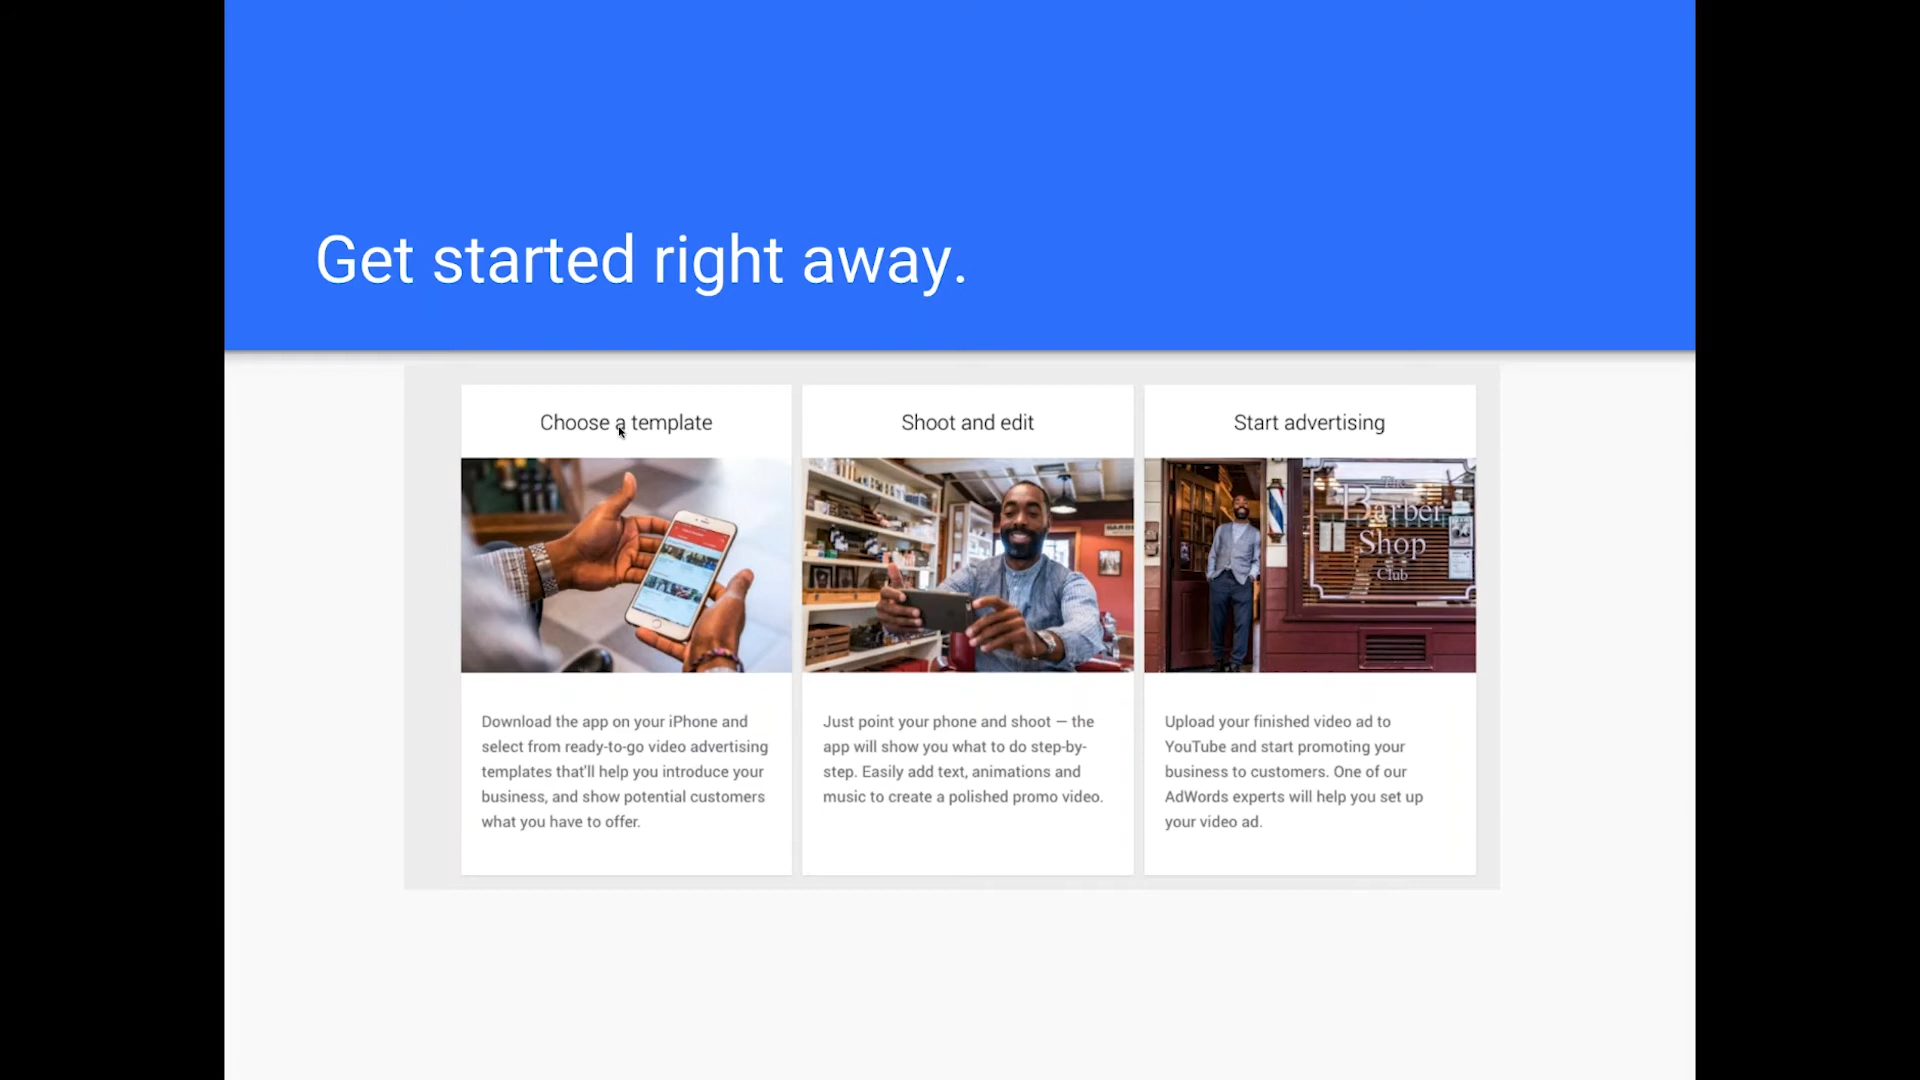 Get started right away.
Choose a template
Shoot and edit
Start advertising
The
Barber
Shop
Club
Download the app on your iPhone and
select from ready-to-go video advertising
templates that'll help you introduce your
business, and show potential customers
what you have to offer.
Just point your phone and shoot — the
app will show you what to do step-by-
step. Easily add text, animations and
music to create a polished promo video.
Upload your finished video ad to
YouTube and start promoting your
business to customers. One of our
AdWords experts will help you set up
your video ad.